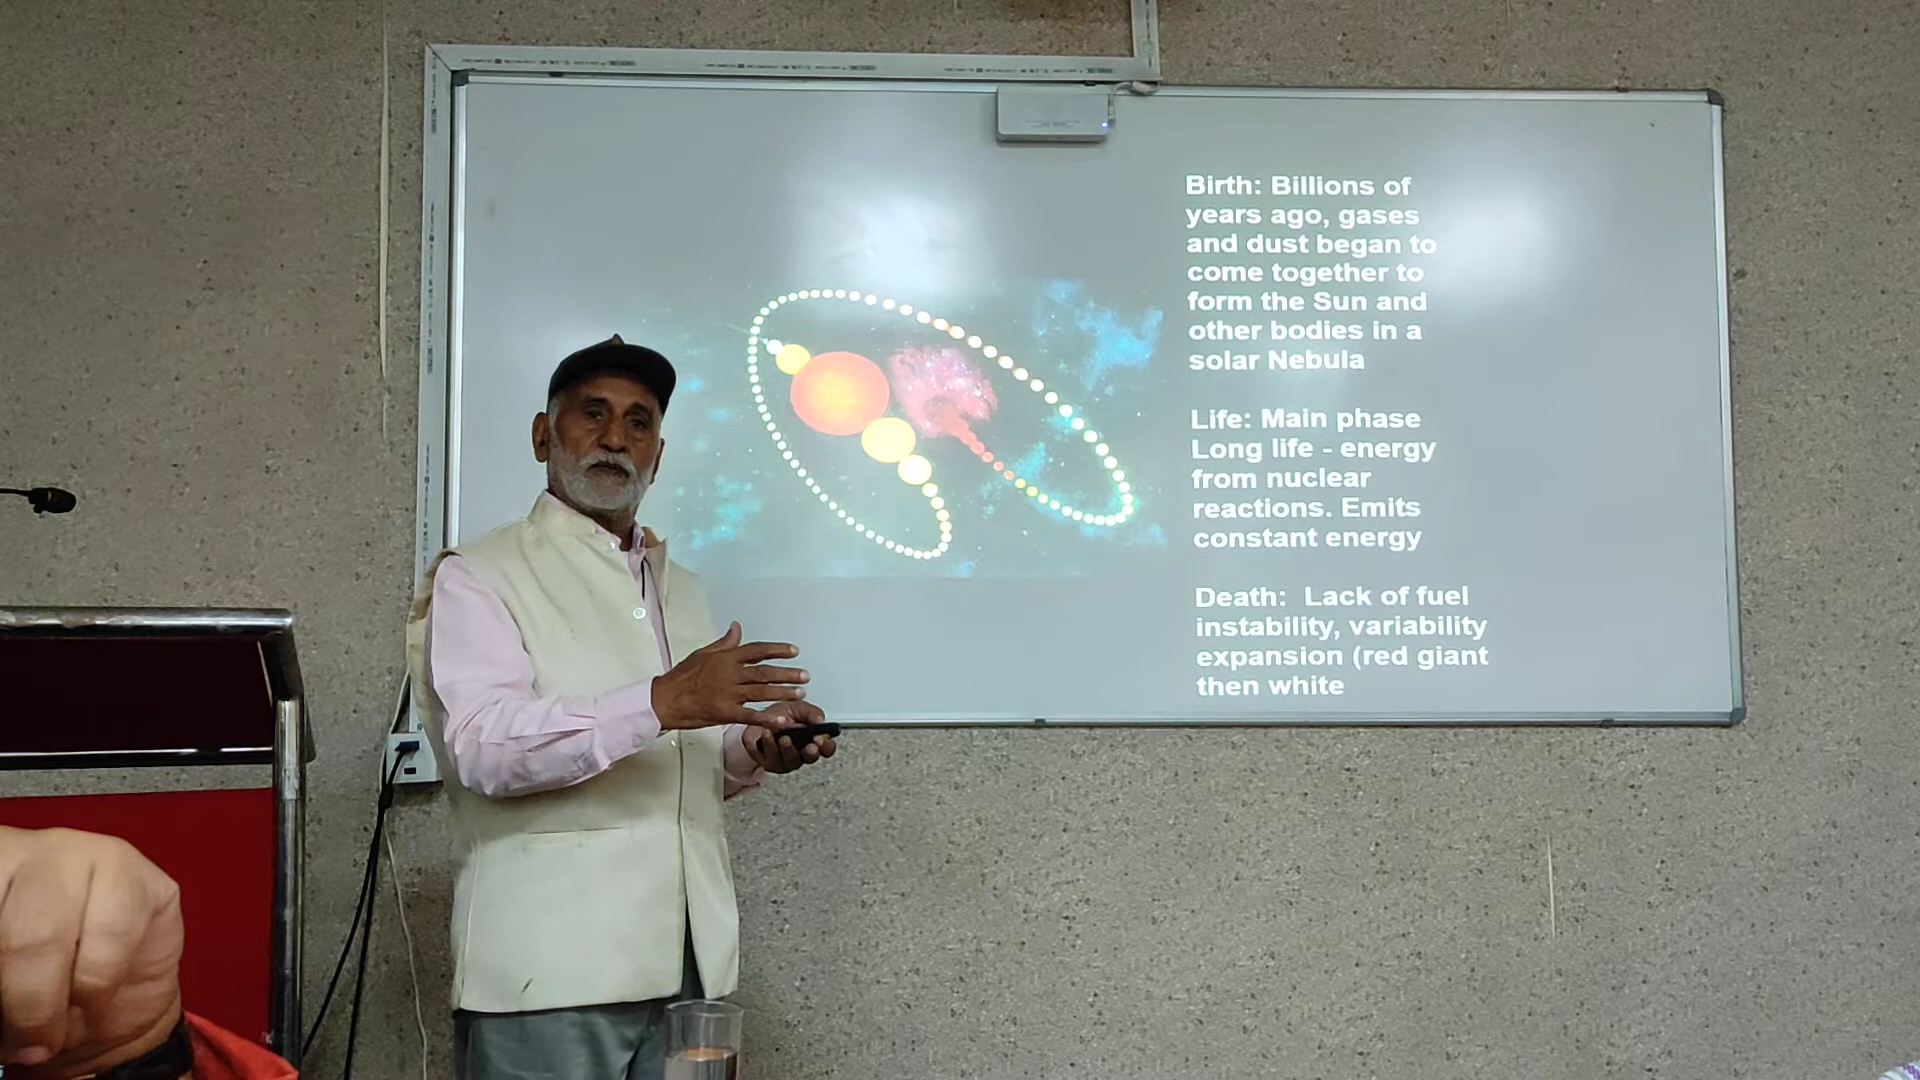 Birth: Billions of
years ago, gases
and dust began to
come together to
form the Sun and
other bodies in a
solar Nebula
Life: Main phase
Long life - energy
from nuclear
reactions. Emits
constant energy
Death: Lack of fuel
instability, variability
expansion (red giant
then white